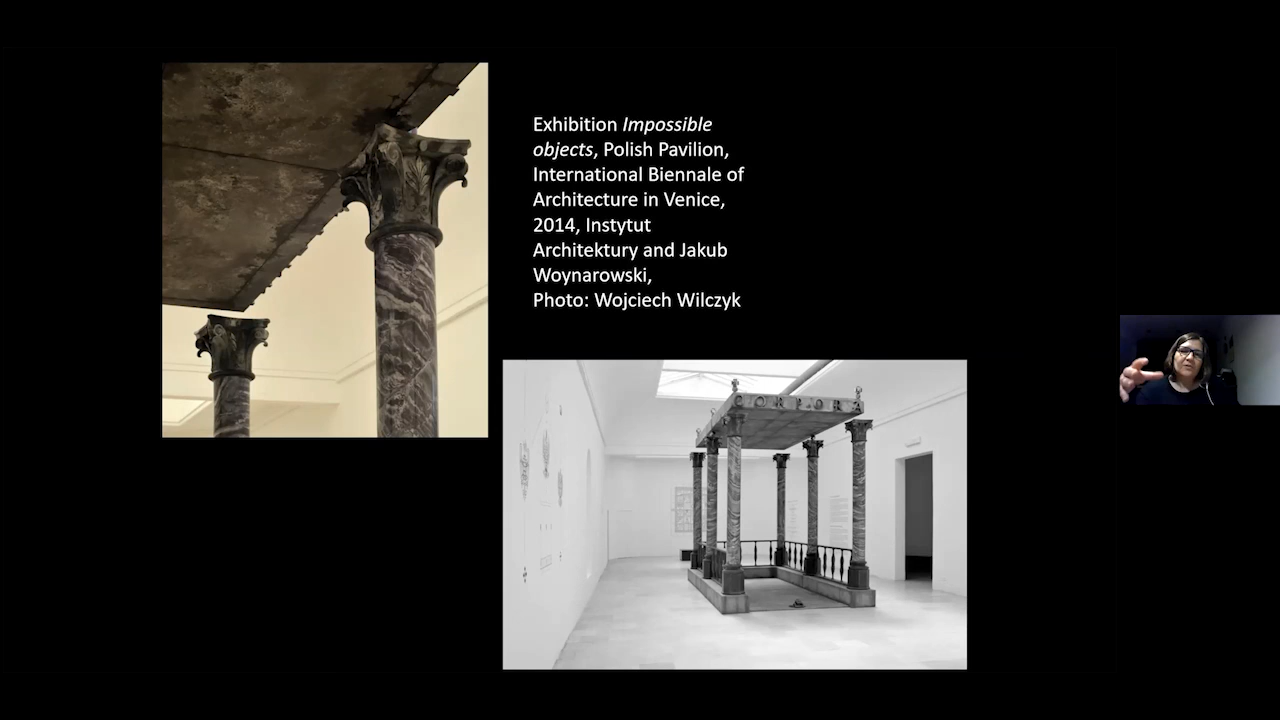 Exhibition Impossible
objects, Polish Pavilion,
International Biennale of
Architecture in Venice,
2014, Instytut
Architektury and Jakub
Woynarowski,
Photo: Wojciech Wilczyk
CORPORA